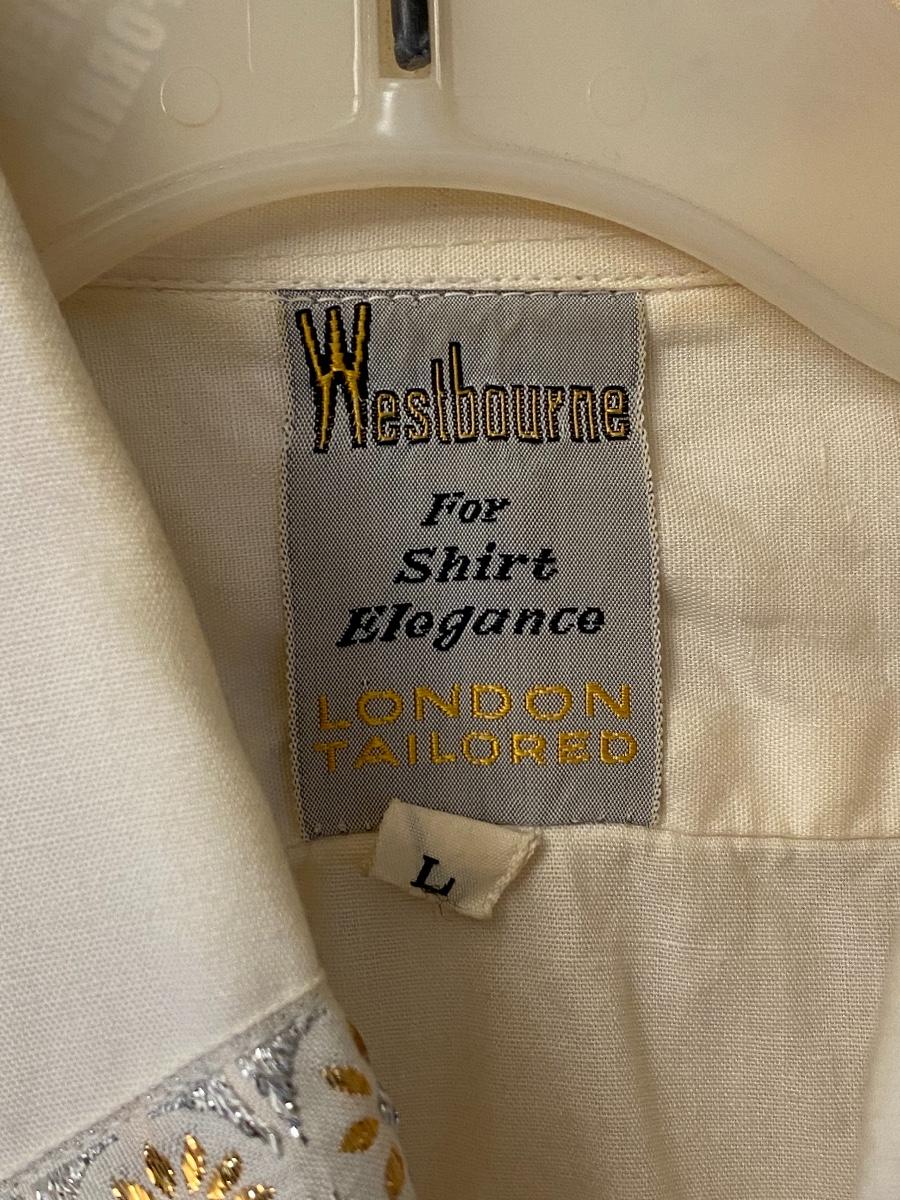 Westbourne
For
Shirt
Elegance
LONDON
TAILORED
L